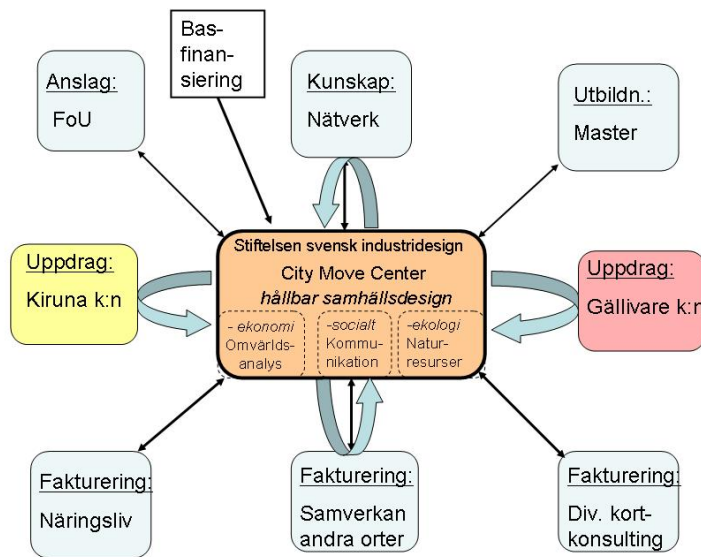 Bas-
finan-
siering
Anslag:
FoU
Kunskap:
Nätverk
Utbildn.:
Master
Stiftelsen svensk industridesign
City Move Center
hållbar samhällsdesign
- ekonomi
Omvärlds-
analys
-socialt
Kommu-
nikation
-ekologi
Natur-
resurser
Uppdrag:
Kiruna k:n
Uppdrag:
Gällivare k:n
Fakturering:
Näringsliv
Fakturering:
Samverkan
andra orter
Fakturering:
Div. kort-
konsulting